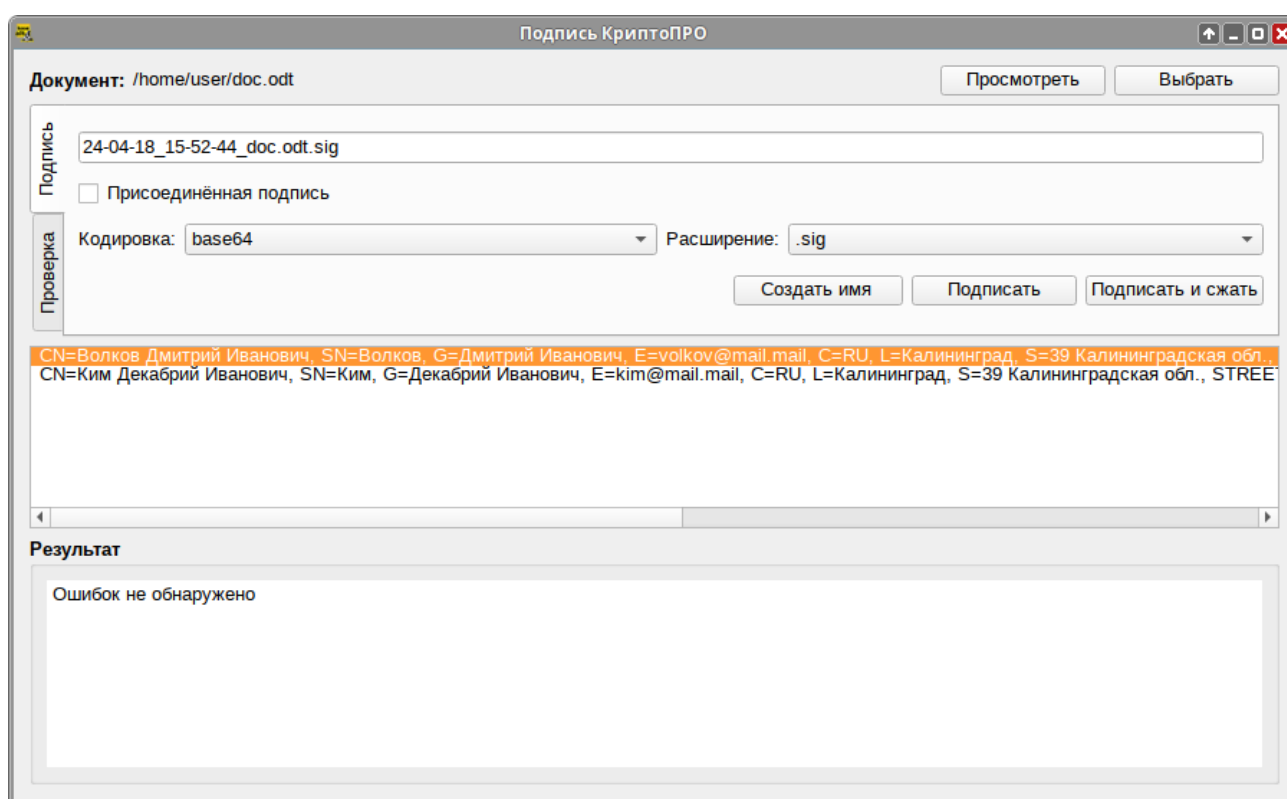 Подпись КриптоПРО
Документ: /home/user/doc.odt Просмотреть Выбрать
Подпись
24-04-18_15-52-44_doc.odt.sig
Присоединённая подпись
Проверка
Кодировка: base64 Расширение: .sig
Создать имя Подписать Подписать и сжать
CN=Волков Дмитрий Иванович, SN=Волков, G=Дмитрий Иванович, E=volkov@mail.mail, C=RU, L=Калининград, S=39 Калининградская обл.,
CN=Ким Декабрий Иванович, SN=Ким, G=Декабрий Иванович, E=kim@mail.mail, C=RU, L=Калининград, S=39 Калининградская обл., STREET
Результат
Ошибок не обнаружено